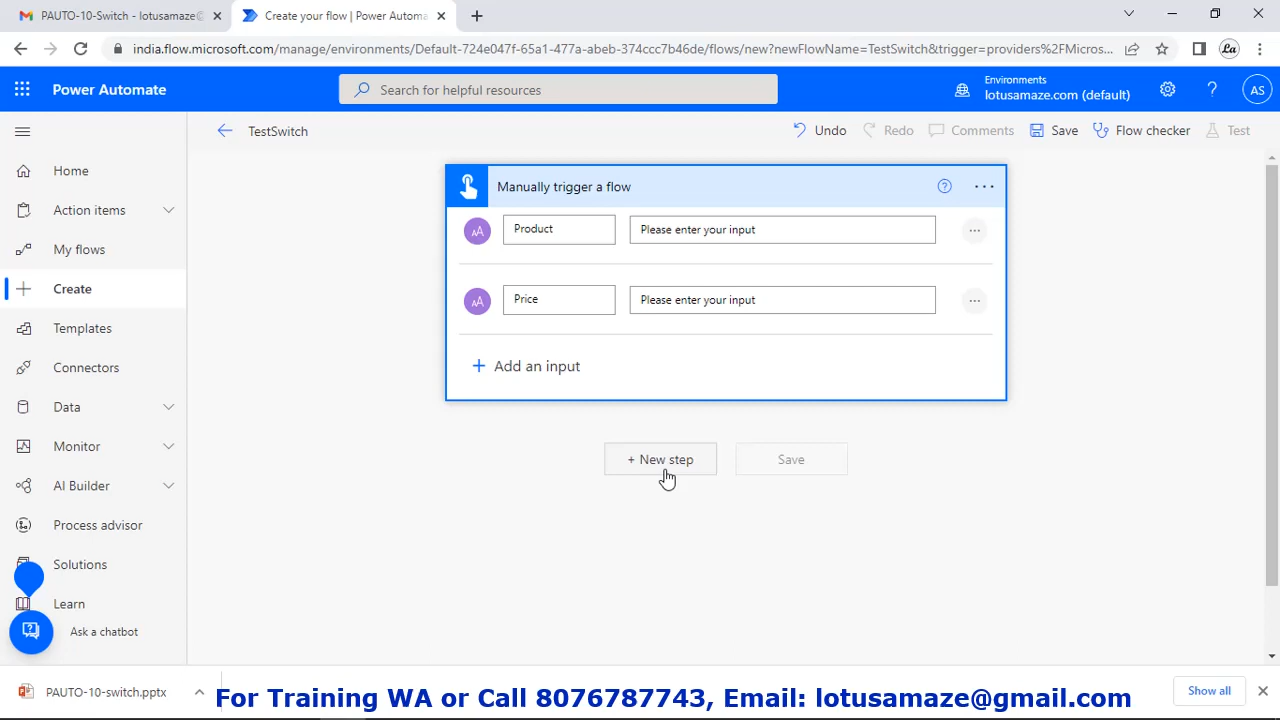 PAUTO-10-Switch - lotusamaze@
Create your flow | Power Automa
india.flow.microsoft.com/manage/environments/Default-724e047f-65a1-477a-abeb-374ccc7b46de/flows/new?newFlowName=TestSwitch&trigger=providers%2FMicros...
La
Power Automate
Search for helpful resources
Environments
lotusamaze.com (default)
?
AS
TestSwitch
Undo
Redo
Comments
Save
Flow checker
Test
Home
Action items
My flows
Create
Templates
Connectors
Data
Monitor
AI Builder
Process advisor
Solutions
Learn
Ask a chatbot
Manually trigger a flow
?
...
AA
Product
Please enter your input
...
AA
Price
Please enter your input
...
+ Add an input
+ New step
Save
PAUTO-10-switch.pptx
Show all
For Training WA or Call 8076787743, Email: lotusamaze@gmail.com